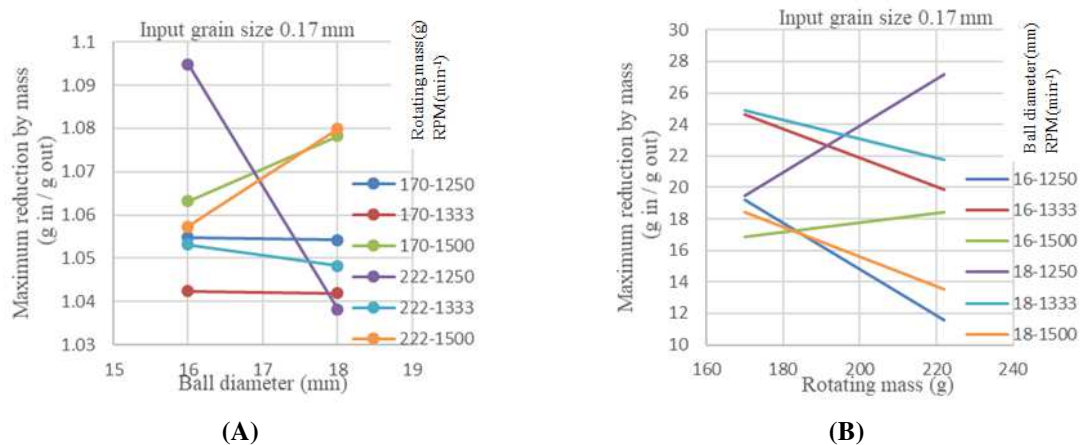 Input grain size 0.17 mm
Maximum reduction by mass
(g in / g out)
1.1
1.09
1.08
1.07
1.06
1.05
1.04
1.03
15
16
17
18
19
Ball diameter (mm)
Rotating mass(g)
RPM(min-1)
170-1250
170-1333
170-1500
222-1250
222-1333
222-1500
(A)
Input grain size 0.17 mm
Maximum reduction by mass
(g in / g out)
30
28
26
24
22
20
18
16
14
12
10
160
180
200
220
240
Rotating mass (g)
Ball diameter(mm)
RPM(min-1)
16-1250
16-1333
16-1500
18-1250
18-1333
18-1500
(B)